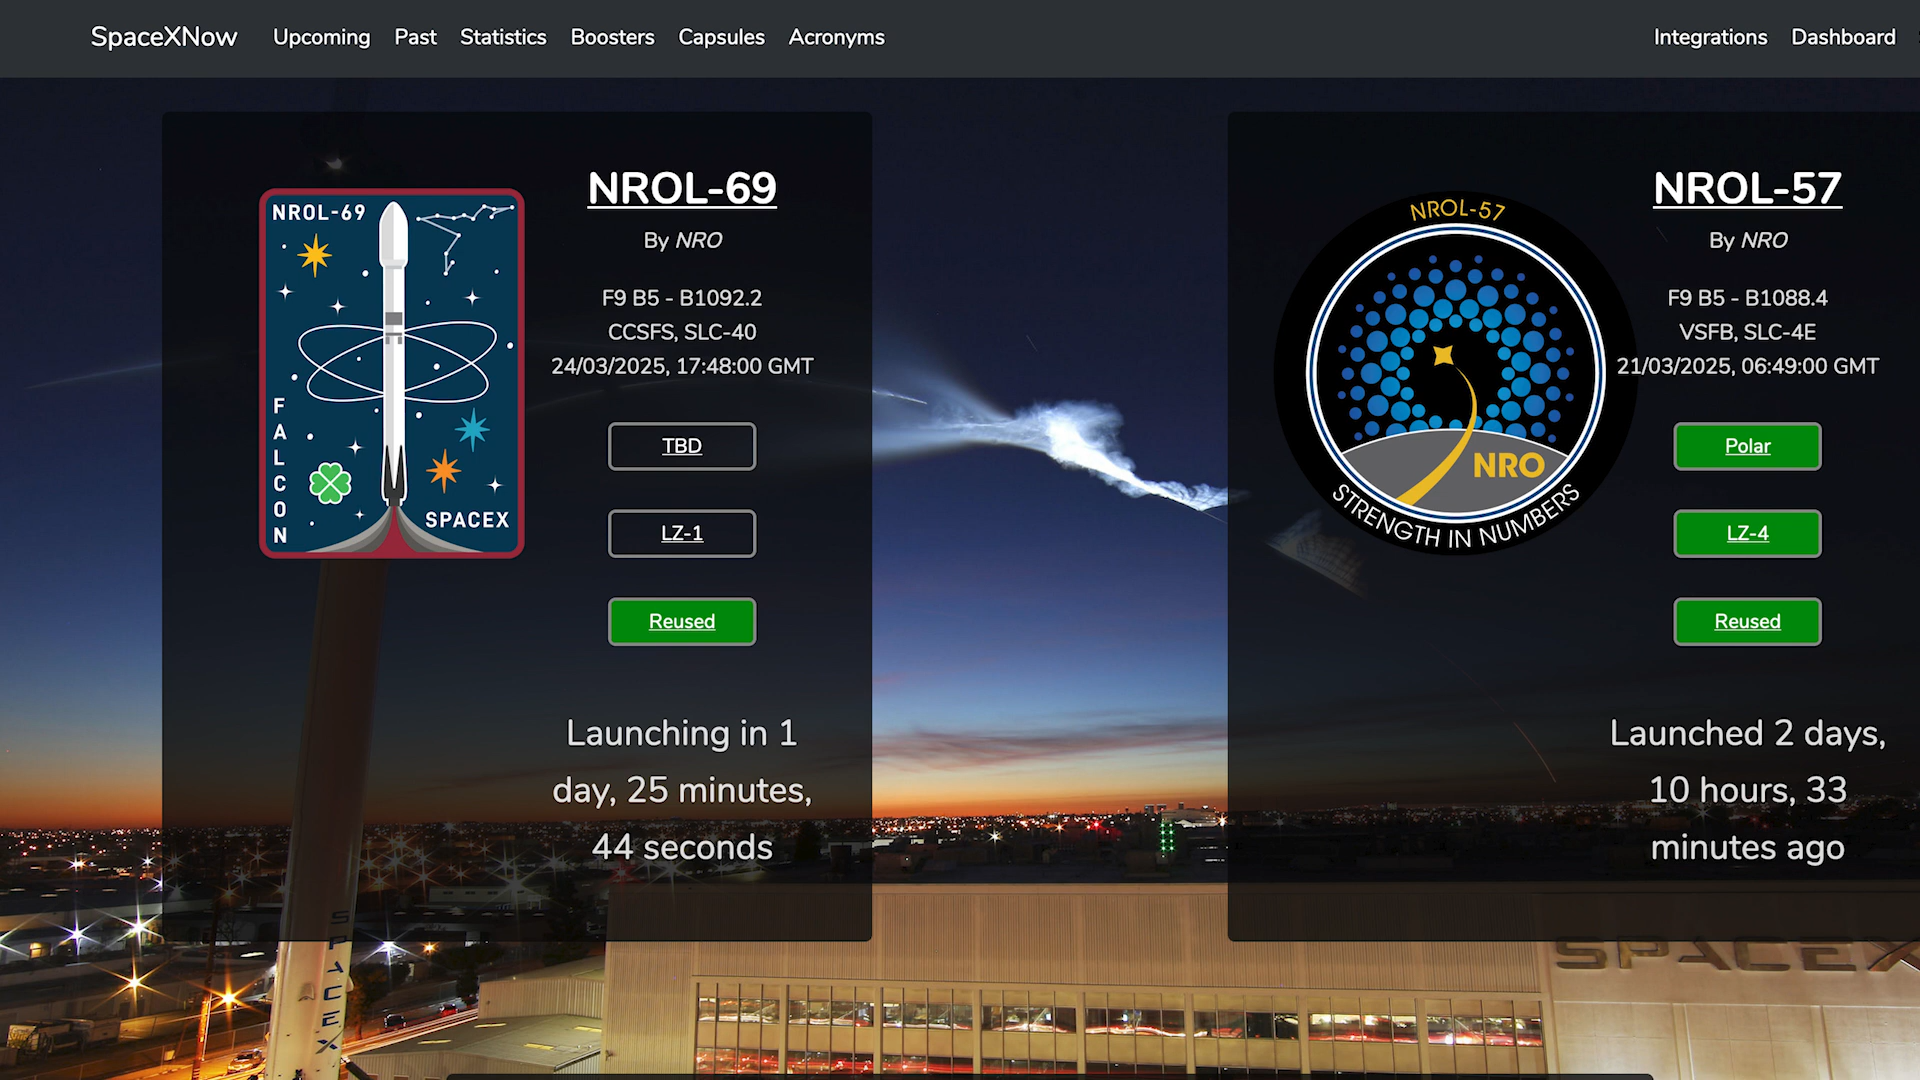 SpaceXNow Upcoming Past Statistics Boosters Capsules Acronyms Integrations Dashboard
NROL-69
FALCON
SPACEX
NROL-69
By NRO
F9 B5 - B1092.2
CCSFS, SLC-40
24/03/2025, 17:48:00 GMT
TBD
LZ-1
Reused
Launching in 1
day, 25 minutes,
44 seconds
NROL-57
NRO
STRENGTH IN NUMBERS
NROL-57
By NRO
F9 B5 - B1088.4
VSFB, SLC-4E
21/03/2025, 06:49:00 GMT
Polar
LZ-4
Reused
Launched 2 days,
10 hours, 33
minutes ago
SPACEX
SPACEX